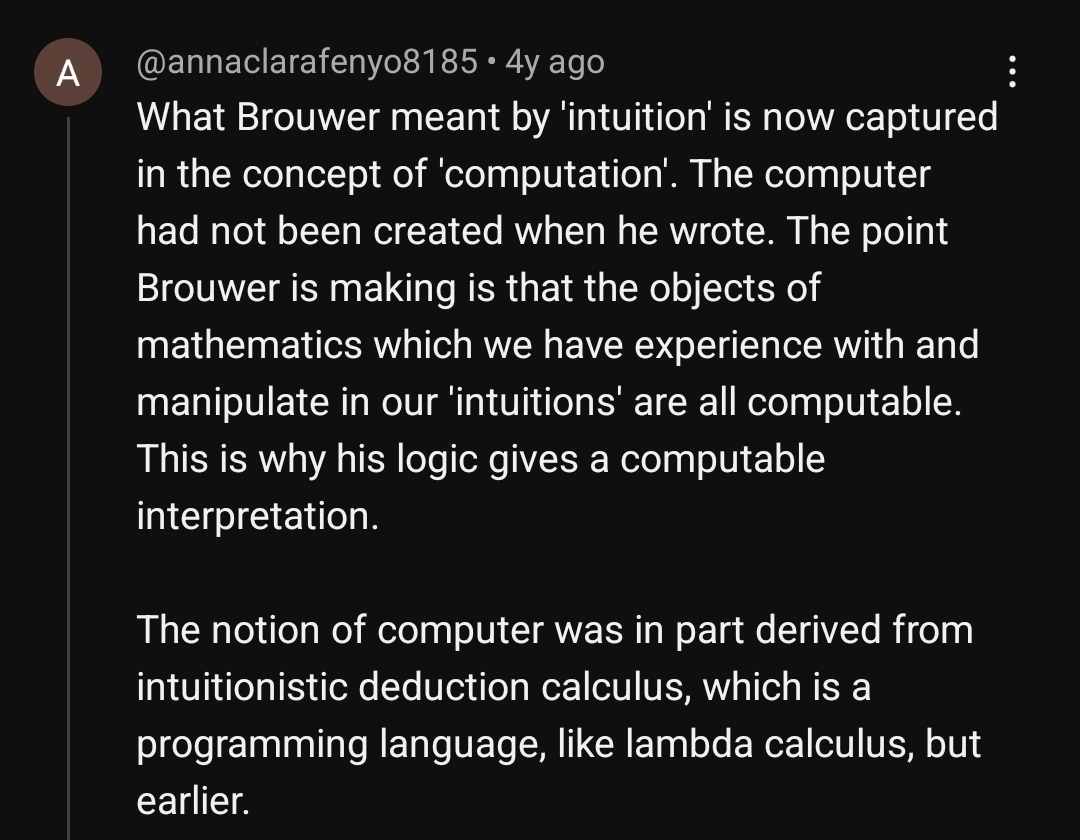 A
@annaclarafenyo8185 • 4y ago
What Brouwer meant by 'intuition' is now captured
in the concept of 'computation'. The computer
had not been created when he wrote. The point
Brouwer is making is that the objects of
mathematics which we have experience with and
manipulate in our 'intuitions' are all computable.
This is why his logic gives a computable
interpretation.
The notion of computer was in part derived from
intuitionistic deduction calculus, which is a
programming language, like lambda calculus, but
earlier.